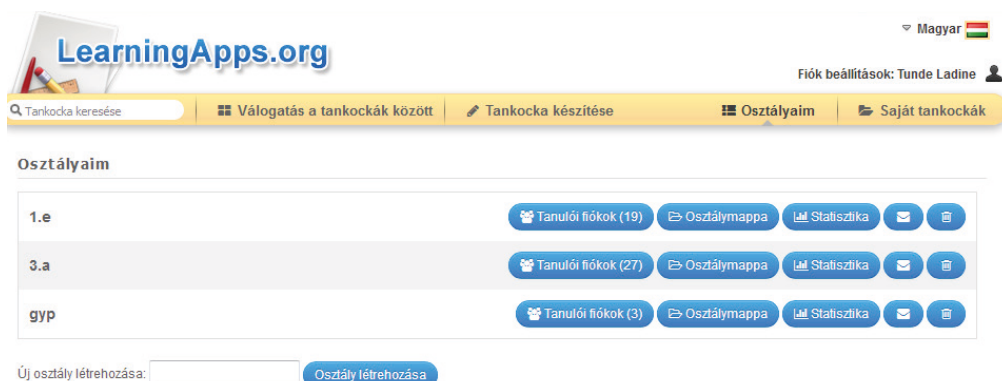 LearningApps.org
Magyar
Fiók beállítások: Tunde Ladine
Tankocka keresése Válogatás a tankockák között Tankocka készítése Osztályaim Saját tankockák
Osztályaim
1.e Tanulói fiókok (19) Osztálymappa Statisztika
3.a Tanulói fiókok (27) Osztálymappa Statisztika
gyp Tanulói fiókok (3) Osztálymappa Statisztika
Új osztály létrehozása: Osztály létrehozása